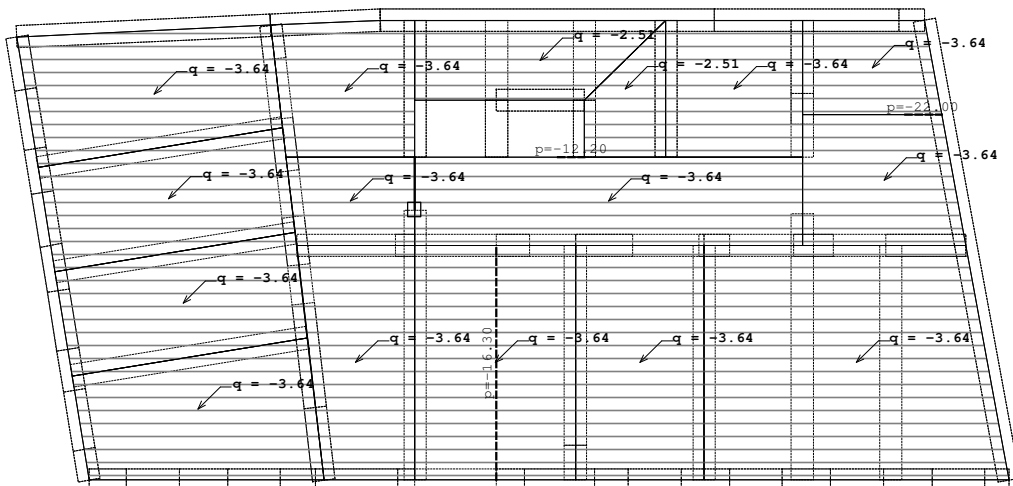 q = -2.51
q = -3.64
q = -3.64
q = -3.64
q = -2.51
q = -3.64
p=-22.00
p=-12.20
q = -3.64
q = -3.64
q = -3.64
q = -3.64
q = -3.64
q = -3.64
q = -3.64
q = -3.64
q = -3.64
p=-16.30
q = -3.64